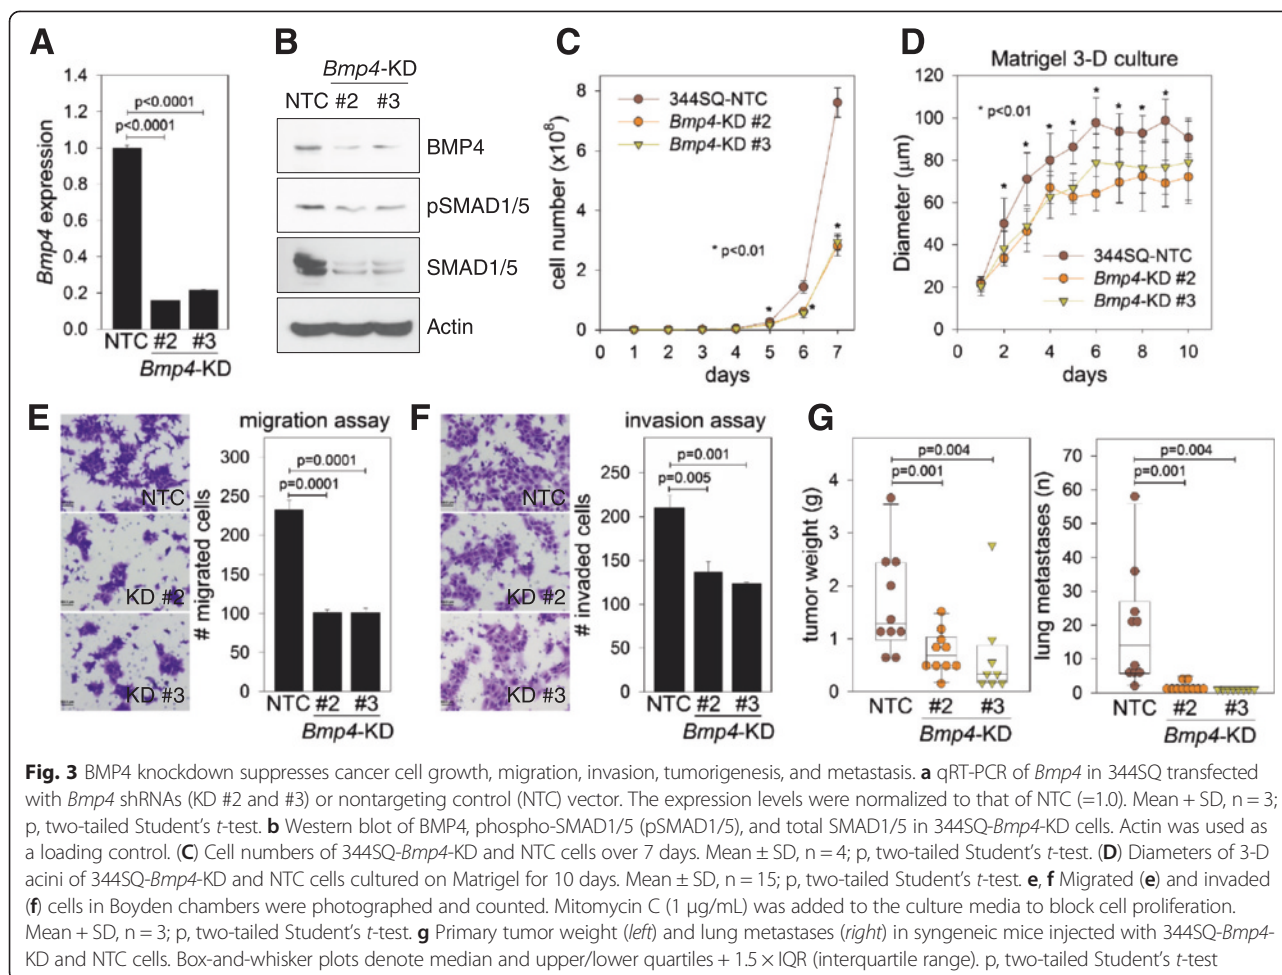 A
1.4
1.2
1.0
0.8
0.6
0.4
0.2
0.0
Bmp4 expression
p<0.0001
p<0.0001
NTC #2 #3
Bmp4-KD
B
Bmp4-KD
NTC #2 #3
BMP4
pSMAD1/5
SMAD1/5
Actin
C
8
6
4
2
0
cell number (x10⁸)
344SQ-NTC
Bmp4-KD #2
Bmp4-KD #3
* p<0.01
*
*
*
0 1 2 3 4 5 6 7
days
D
Matrigel 3-D culture
120
100
80
60
40
20
0
Diameter (μm)
* p<0.01
* * * * * * * *
344SQ-NTC
Bmp4-KD #2
Bmp4-KD #3
0 2 4 6 8 10
days
E
NTC
KD #2
KD #3
migration assay
300
250
200
150
100
50
0
# migrated cells
p=0.0001
p=0.0001
NTC #2 #3
Bmp4-KD
F
NTC
KD #2
KD #3
invasion assay
300
250
200
150
100
50
0
# invaded cells
p=0.001
p=0.005
NTC #2 #3
Bmp4-KD
G
4
3
2
1
0
tumor weight (g)
p=0.004
p=0.001
NTC #2 #3
Bmp4-KD
70
60
50
40
30
20
10
0
lung metastases (n)
p=0.004
p=0.001
NTC #2 #3
Bmp4-KD
Fig. 3 BMP4 knockdown suppresses cancer cell growth, migration, invasion, tumorigenesis, and metastasis. a qRT-PCR of Bmp4 in 344SQ transfected
with Bmp4 shRNAs (KD #2 and #3) or nontargeting control (NTC) vector. The expression levels were normalized to that of NTC (=1.0). Mean + SD, n = 3;
p, two-tailed Student's t-test. b Western blot of BMP4, phospho-SMAD1/5 (pSMAD1/5), and total SMAD1/5 in 344SQ-Bmp4-KD cells. Actin was used as
a loading control. (C) Cell numbers of 344SQ-Bmp4-KD and NTC cells over 7 days. Mean ± SD, n = 4; p, two-tailed Student's t-test. (D) Diameters of 3-D
acini of 344SQ-Bmp4-KD and NTC cells cultured on Matrigel for 10 days. Mean ± SD, n = 15; p, two-tailed Student's t-test. e, f Migrated (e) and invaded
(f) cells in Boyden chambers were photographed and counted. Mitomycin C (1 μg/mL) was added to the culture media to block cell proliferation.
Mean + SD, n = 3; p, two-tailed Student's t-test. g Primary tumor weight (left) and lung metastases (right) in syngeneic mice injected with 344SQ-Bmp4-
KD and NTC cells. Box-and-whisker plots denote median and upper/lower quartiles + 1.5 × IQR (interquartile range). p, two-tailed Student's t-test